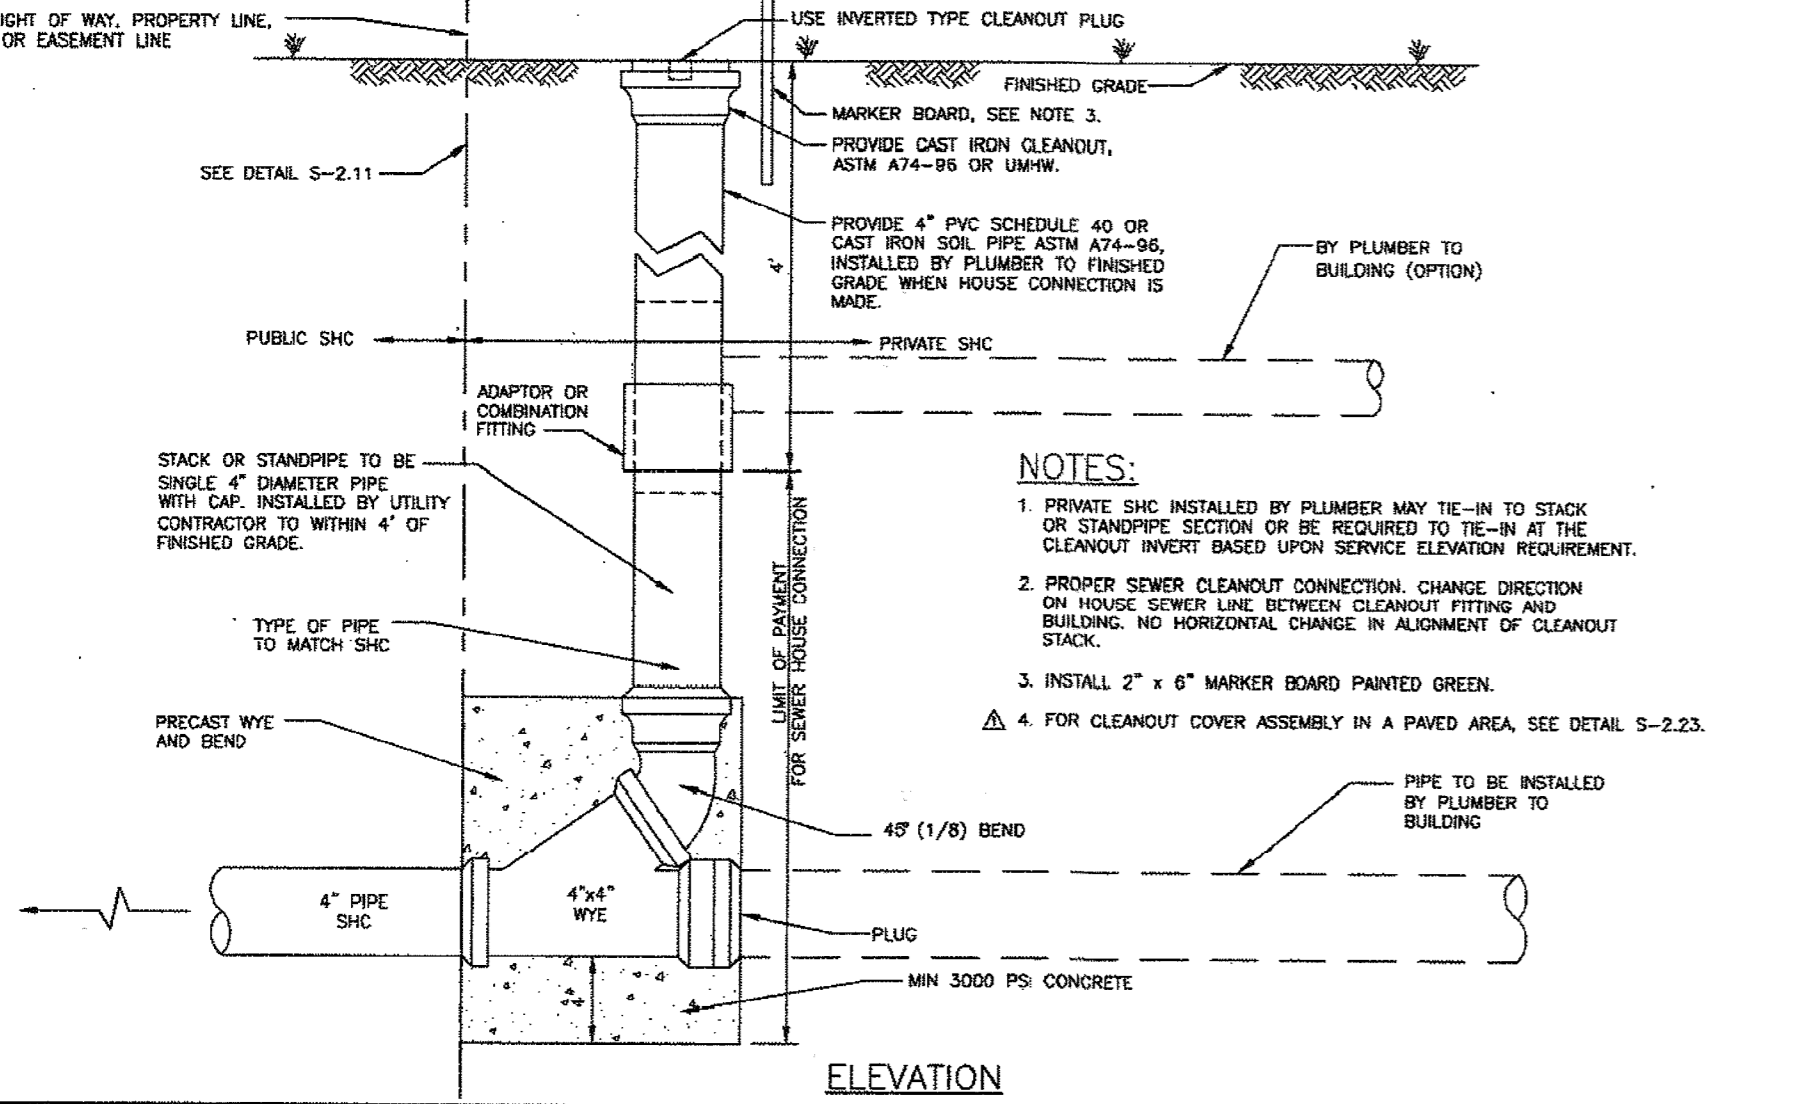 IGHT OF WAY, PROPERTY LINE,
OR EASEMENT LINE
USE INVERTED TYPE CLEANOUT PLUG
FINISHED GRADE
MARKER BOARD, SEE NOTE 3.
PROVIDE CAST IRON CLEANOUT,
ASTM A74-96 OR UMHW.
SEE DETAIL S-2.11
PROVIDE 4" PVC SCHEDULE 40 OR
CAST IRON SOIL PIPE ASTM A74-96,
INSTALLED BY PLUMBER TO FINISHED
GRADE WHEN HOUSE CONNECTION IS
MADE.
4'
BY PLUMBER TO
BUILDING (OPTION)
PUBLIC SHC
PRIVATE SHC
ADAPTOR OR
COMBINATION
FITTING
STACK OR STANDPIPE TO BE
SINGLE 4" DIAMETER PIPE
WITH CAP. INSTALLED BY UTILITY
CONTRACTOR TO WITHIN 4' OF
FINISHED GRADE.
LIMIT OF PAYMENT
FOR SEWER HOUSE CONNECTION
TYPE OF PIPE
TO MATCH SHC
PRECAST WYE
AND BEND
NOTES:
1. PRIVATE SHC INSTALLED BY PLUMBER MAY TIE-IN TO STACK
OR STANDPIPE SECTION OR BE REQUIRED TO TIE-IN AT THE
CLEANOUT INVERT BASED UPON SERVICE ELEVATION REQUIREMENT.
2. PROPER SEWER CLEANOUT CONNECTION. CHANGE DIRECTION
ON HOUSE SEWER LINE BETWEEN CLEANOUT FITTING AND
BUILDING. NO HORIZONTAL CHANGE IN ALIGNMENT OF CLEANOUT
STACK.
3. INSTALL 2" x 6" MARKER BOARD PAINTED GREEN.
1 4. FOR CLEANOUT COVER ASSEMBLY IN A PAVED AREA, SEE DETAIL S-2.23.
PIPE TO BE INSTALLED
BY PLUMBER TO
BUILDING
45° (1/8) BEND
4" PIPE
SHC
4"x4"
WYE
PLUG
MIN 3000 PSI CONCRETE
4"
ELEVATION